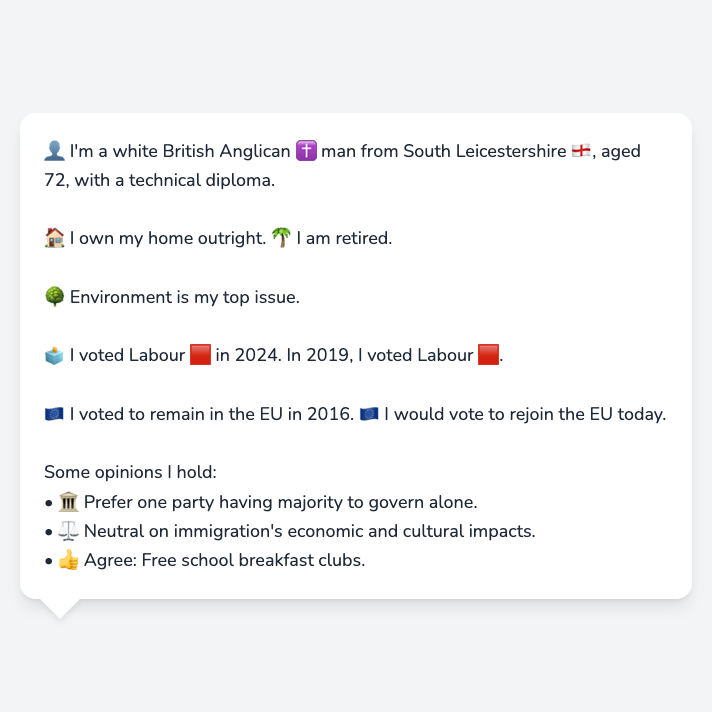 👤 I'm a white British Anglican ✝️ man from South Leicestershire 🏴󠁧󠁢󠁥󠁮󠁧󠁿, aged
72, with a technical diploma.
🏠 I own my home outright. 🌴 I am retired.
🌳 Environment is my top issue.
🗳️ I voted Labour 🟥 in 2024. In 2019, I voted Labour 🟥.
🇪🇺 I voted to remain in the EU in 2016. 🇪🇺 I would vote to rejoin the EU today.
Some opinions I hold:
• 🏛️ Prefer one party having majority to govern alone.
• ⚖️ Neutral on immigration's economic and cultural impacts.
• 👍 Agree: Free school breakfast clubs.